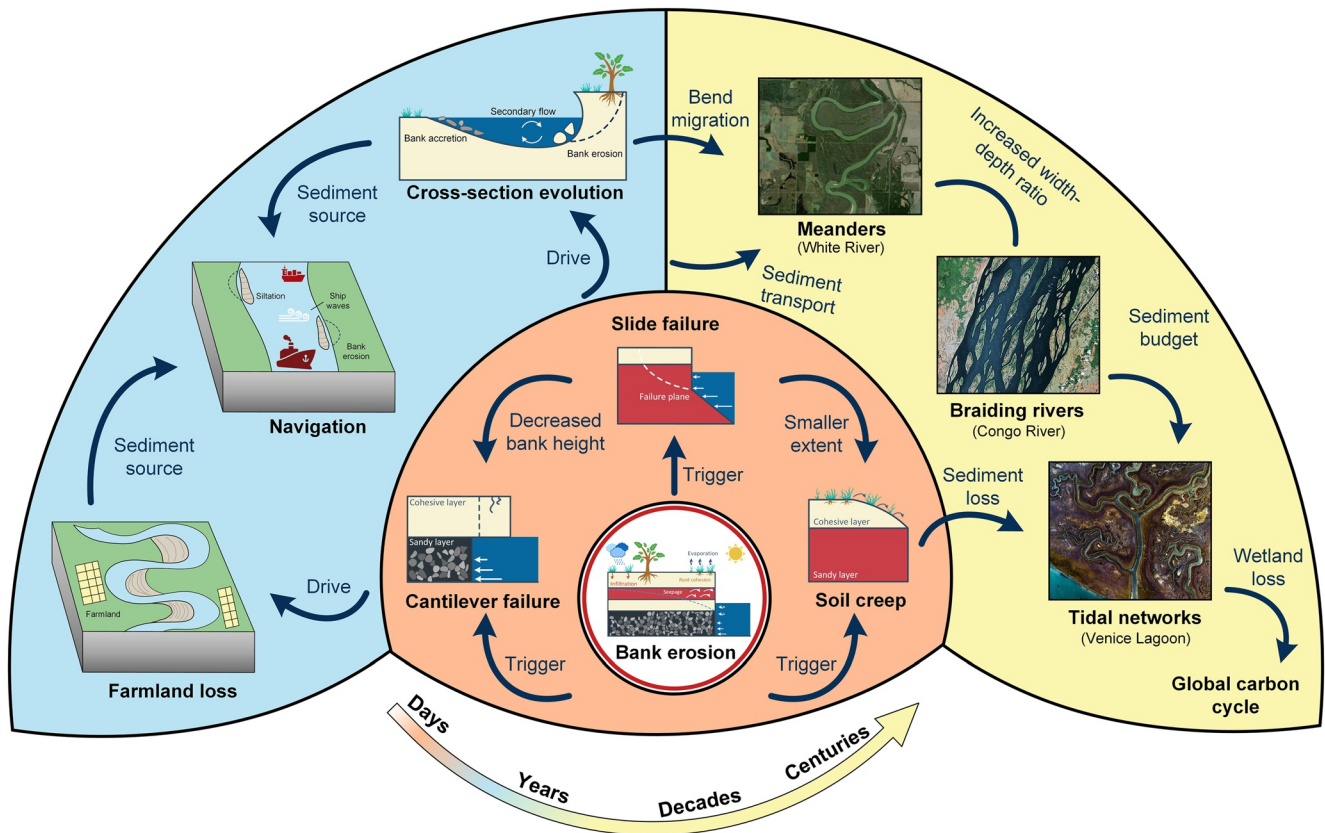 Secondary flow
Bank accretion
Bank erosion
Cross-section evolution
Sediment
source
Drive
Siltation
Ship
waves
Bank
erosion
Navigation
Sediment
source
Farmland
Farmland loss
Drive
Bend
migration
Meanders
(White River)
Increased width-
depth ratio
Sediment
transport
Braiding rivers
(Congo River)
Sediment
budget
Sediment
loss
Tidal networks
(Venice Lagoon)
Wetland
loss
Global carbon
cycle
Slide failure
Failure plane
Decreased
bank height
Smaller
extent
Trigger
Cohesive layer
Sandy layer
Cantilever failure
Trigger
Evaporation
Infiltration
Root cohesion
Seepage
Bank erosion
Cohesive layer
Sandy layer
Soil creep
Trigger
Days
Years
Decades
Centuries